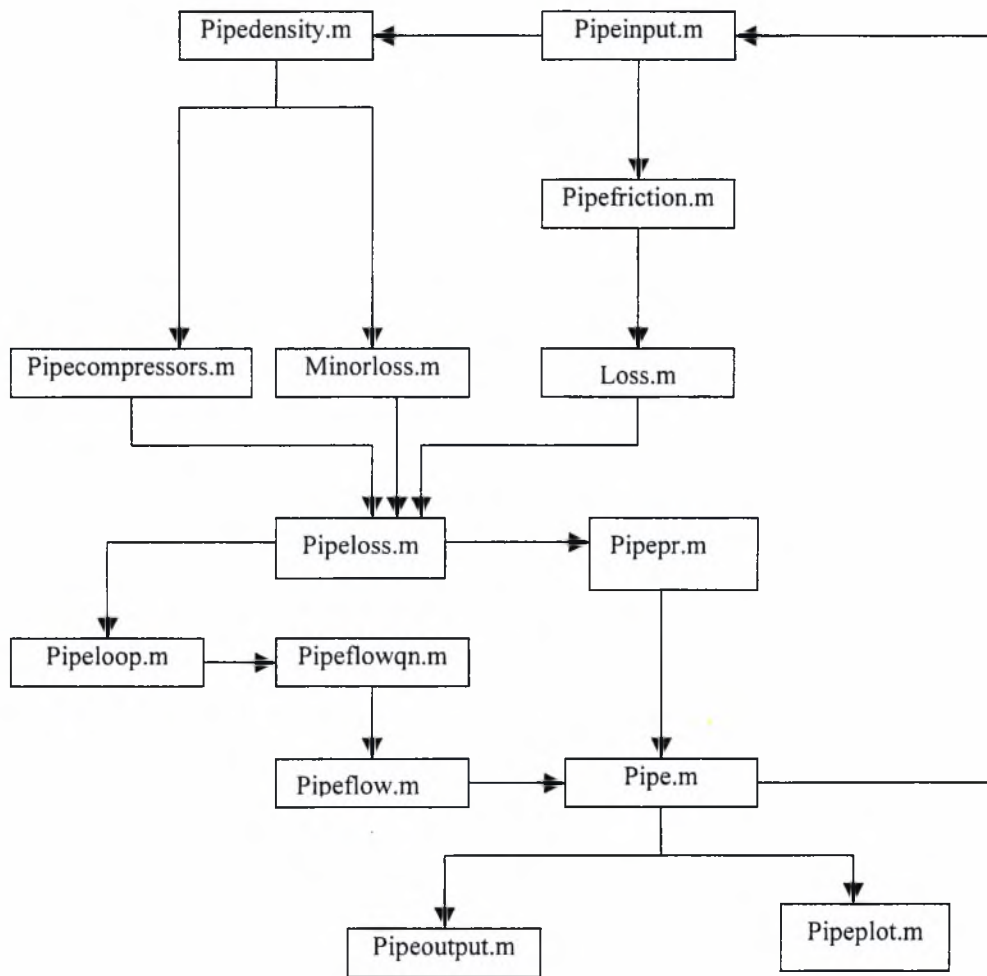 Pipedensity.m
Pipeinput.m
Pipefriction.m
Pipecompressors.m
Minorloss.m
Loss.m
Pipeloss.m
Pipepr.m
Pipeloop.m
Pipeflowqn.m
Pipeflow.m
Pipe.m
Pipeoutput.m
Pipeplot.m